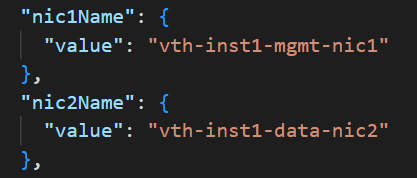 "nic1Name": {
"value": "vth-inst1-mgmt-nic1"
},
"nic2Name": {
"value": "vth-inst1-data-nic2"
},